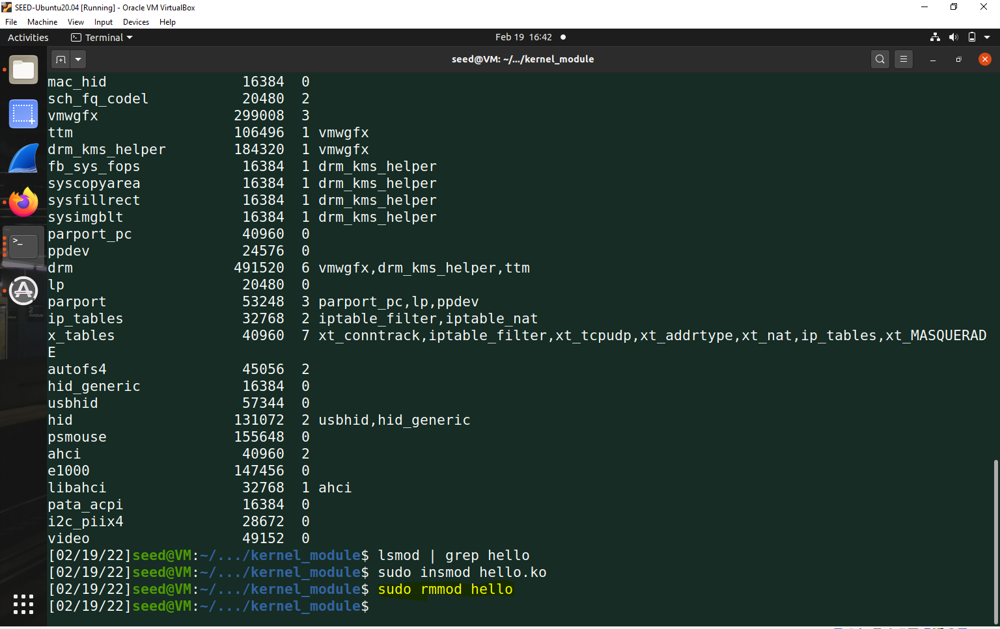 SEED-Ubuntu20.04 [Running] - Oracle VM VirtualBox
File Machine View Input Devices Help
Activities Terminal Feb 19 16:42
seed@VM: ~/.../kernel_module
mac_hid 16384 0
sch_fq_codel 20480 2
vmwgfx 299008 3
ttm 106496 1 vmwgfx
drm_kms_helper 184320 1 vmwgfx
fb_sys_fops 16384 1 drm_kms_helper
syscopyarea 16384 1 drm_kms_helper
sysfillrect 16384 1 drm_kms_helper
sysimgblt 16384 1 drm_kms_helper
parport_pc 40960 0
ppdev 24576 0
drm 491520 6 vmwgfx,drm_kms_helper,ttm
lp 20480 0
parport 53248 3 parport_pc,lp,ppdev
ip_tables 32768 2 iptable_filter,iptable_nat
x_tables 40960 7 xt_conntrack,iptable_filter,xt_tcpudp,xt_addrtype,xt_nat,ip_tables,xt_MASQUERAD
E
autofs4 45056 2
hid_generic 16384 0
usbhid 57344 0
hid 131072 2 usbhid,hid_generic
psmouse 155648 0
ahci 40960 2
e1000 147456 0
libahci 32768 1 ahci
pata_acpi 16384 0
i2c_piix4 28672 0
video 49152 0
[02/19/22]seed@VM:~/.../kernel_module$ lsmod | grep hello
[02/19/22]seed@VM:~/.../kernel_module$ sudo insmod hello.ko
[02/19/22]seed@VM:~/.../kernel_module$ sudo rmmod hello
[02/19/22]seed@VM:~/.../kernel_module$